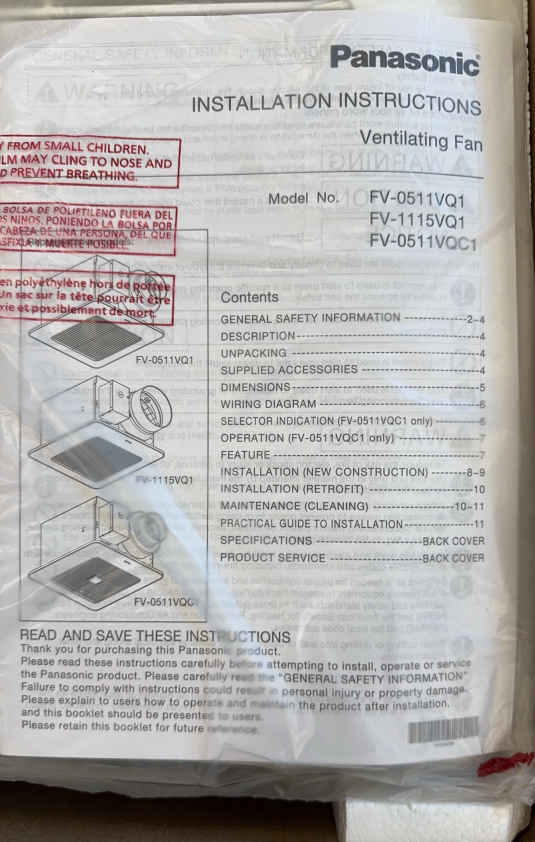 Panasonic
INSTALLATION INSTRUCTIONS
Ventilating Fan
Model No. FV-0511VQ1
FV-1115VQ1
FV-0511VQC1
Y FROM SMALL CHILDREN.
LM MAY CLING TO NOSE AND
D PREVENT BREATHING.
BOLSA DE POLIETILENO FUERA DEL
OS NIÑOS. PONIENDO LA BOLSA POR
CABEZA DE UNA PERSONA, DEL QUE
ASFIXIA Y MUERTE POSIBLE.
en polyéthylène hors de portée
Un sac sur la tête pourrait être
xie et possiblement de mort.
FV-0511VQ1
FV-1115VQ1
FV-0511VQC1
Contents
GENERAL SAFETY INFORMATION 2-4
DESCRIPTION 4
UNPACKING 4
SUPPLIED ACCESSORIES 4
DIMENSIONS 5
WIRING DIAGRAM 6
SELECTOR INDICATION (FV-0511VQC1 only) 6
OPERATION (FV-0511VQC1 only) 7
FEATURE 7
INSTALLATION (NEW CONSTRUCTION) 8-9
INSTALLATION (RETROFIT) 10
MAINTENANCE (CLEANING) 10-11
PRACTICAL GUIDE TO INSTALLATION 11
SPECIFICATIONS BACK COVER
PRODUCT SERVICE BACK COVER
READ AND SAVE THESE INSTRUCTIONS
Thank you for purchasing this Panasonic product.
Please read these instructions carefully before attempting to install, operate or service
the Panasonic product. Please carefully read the "GENERAL SAFETY INFORMATION"
Failure to comply with instructions could result in personal injury or property damage.
Please explain to users how to operate and maintain the product after installation.
and this booklet should be presented to users.
Please retain this booklet for future reference.